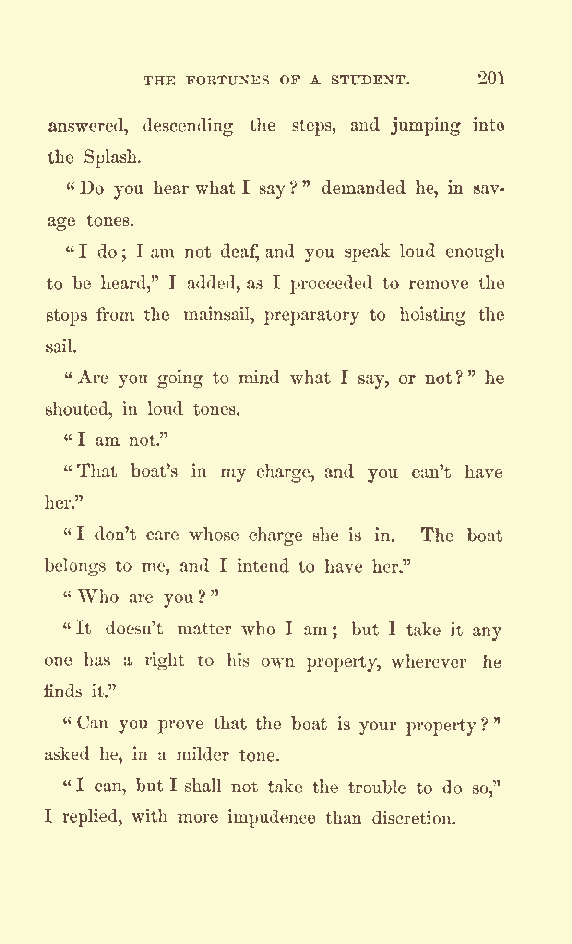 THE FORTUNES OF A STUDENT. 201
answered, descending the steps, and jumping into
the Splash.
"Do you hear what I say?" demanded he, in sav-
age tones.
"I do; I am not deaf, and you speak loud enough
to be heard," I added, as I proceeded to remove the
stops from the mainsail, preparatory to hoisting the
sail.
"Are you going to mind what I say, or not?" he
shouted, in loud tones.
"I am not."
"That boat's in my charge, and you can't have
her."
"I don't care whose charge she is in. The boat
belongs to me, and I intend to have her."
"Who are you?"
"It doesn't matter who I am; but I take it any
one has a right to his own property, wherever he
finds it."
"Can you prove that the boat is your property?"
asked he, in a milder tone.
"I can, but I shall not take the trouble to do so,"
I replied, with more impudence than discretion.